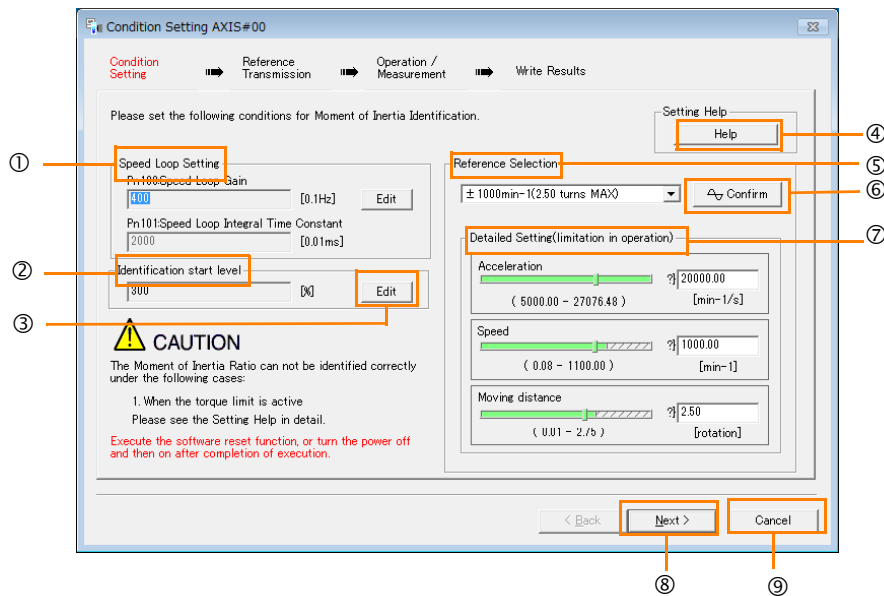 Condition Setting AXIS#00
Condition
Setting
Reference
Transmission
Operation /
Measurement
Write Results
Please set the following conditions for Moment of Inertia Identification.
Setting Help
Help
④
①
Speed Loop Setting
Pn100:Speed Loop Gain
400
[0.1Hz]
Edit
Pn101:Speed Loop Integral Time Constant
2000
[0.01ms]
②
Identification start level
300
[%]
Edit
③
CAUTION
The Moment of Inertia Ratio can not be identified correctly
under the following cases:
1. When the torque limit is active
Please see the Setting Help in detail.
Execute the software reset function, or turn the power off
and then on after completion of execution.
Reference Selection
⑤
±1000min-1(2.50 turns MAX)
Confirm
⑥
Detailed Setting(limitation in operation)
⑦
Acceleration
?} 20000.00
( 5000.00 - 27076.48 )
[min-1/s]
Speed
?} 1000.00
( 0.08 - 1100.00 )
[min-1]
Moving distance
?} 2.50
( 0.01 - 2.75 )
[rotation]
< Back
Next >
Cancel
⑧
⑨